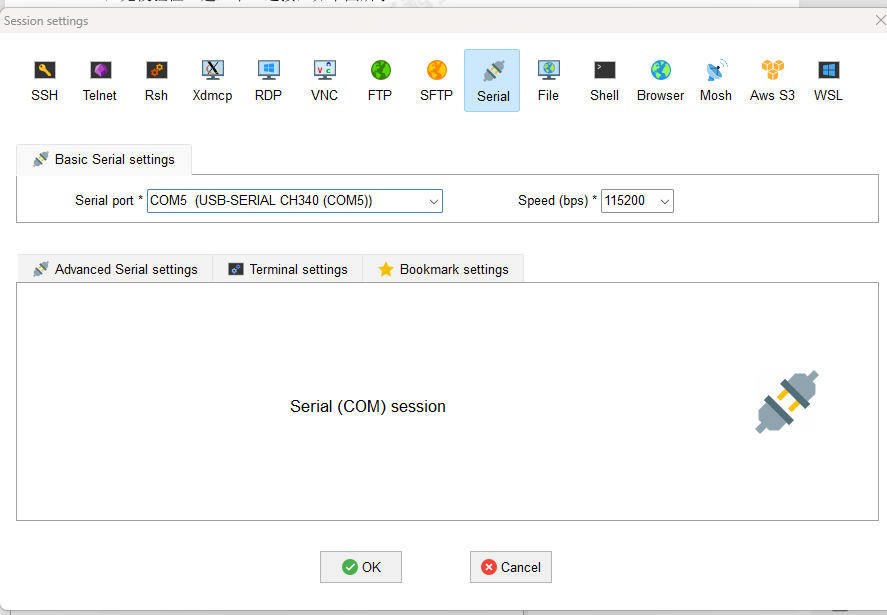 Session settings
SSH Telnet Rsh Xdmcp RDP VNC FTP SFTP Serial File Shell Browser Mosh Aws S3 WSL
Basic Serial settings
Serial port * COM5 (USB-SERIAL CH340 (COM5)) Speed (bps) * 115200
Advanced Serial settings Terminal settings Bookmark settings
Serial (COM) session
OK Cancel